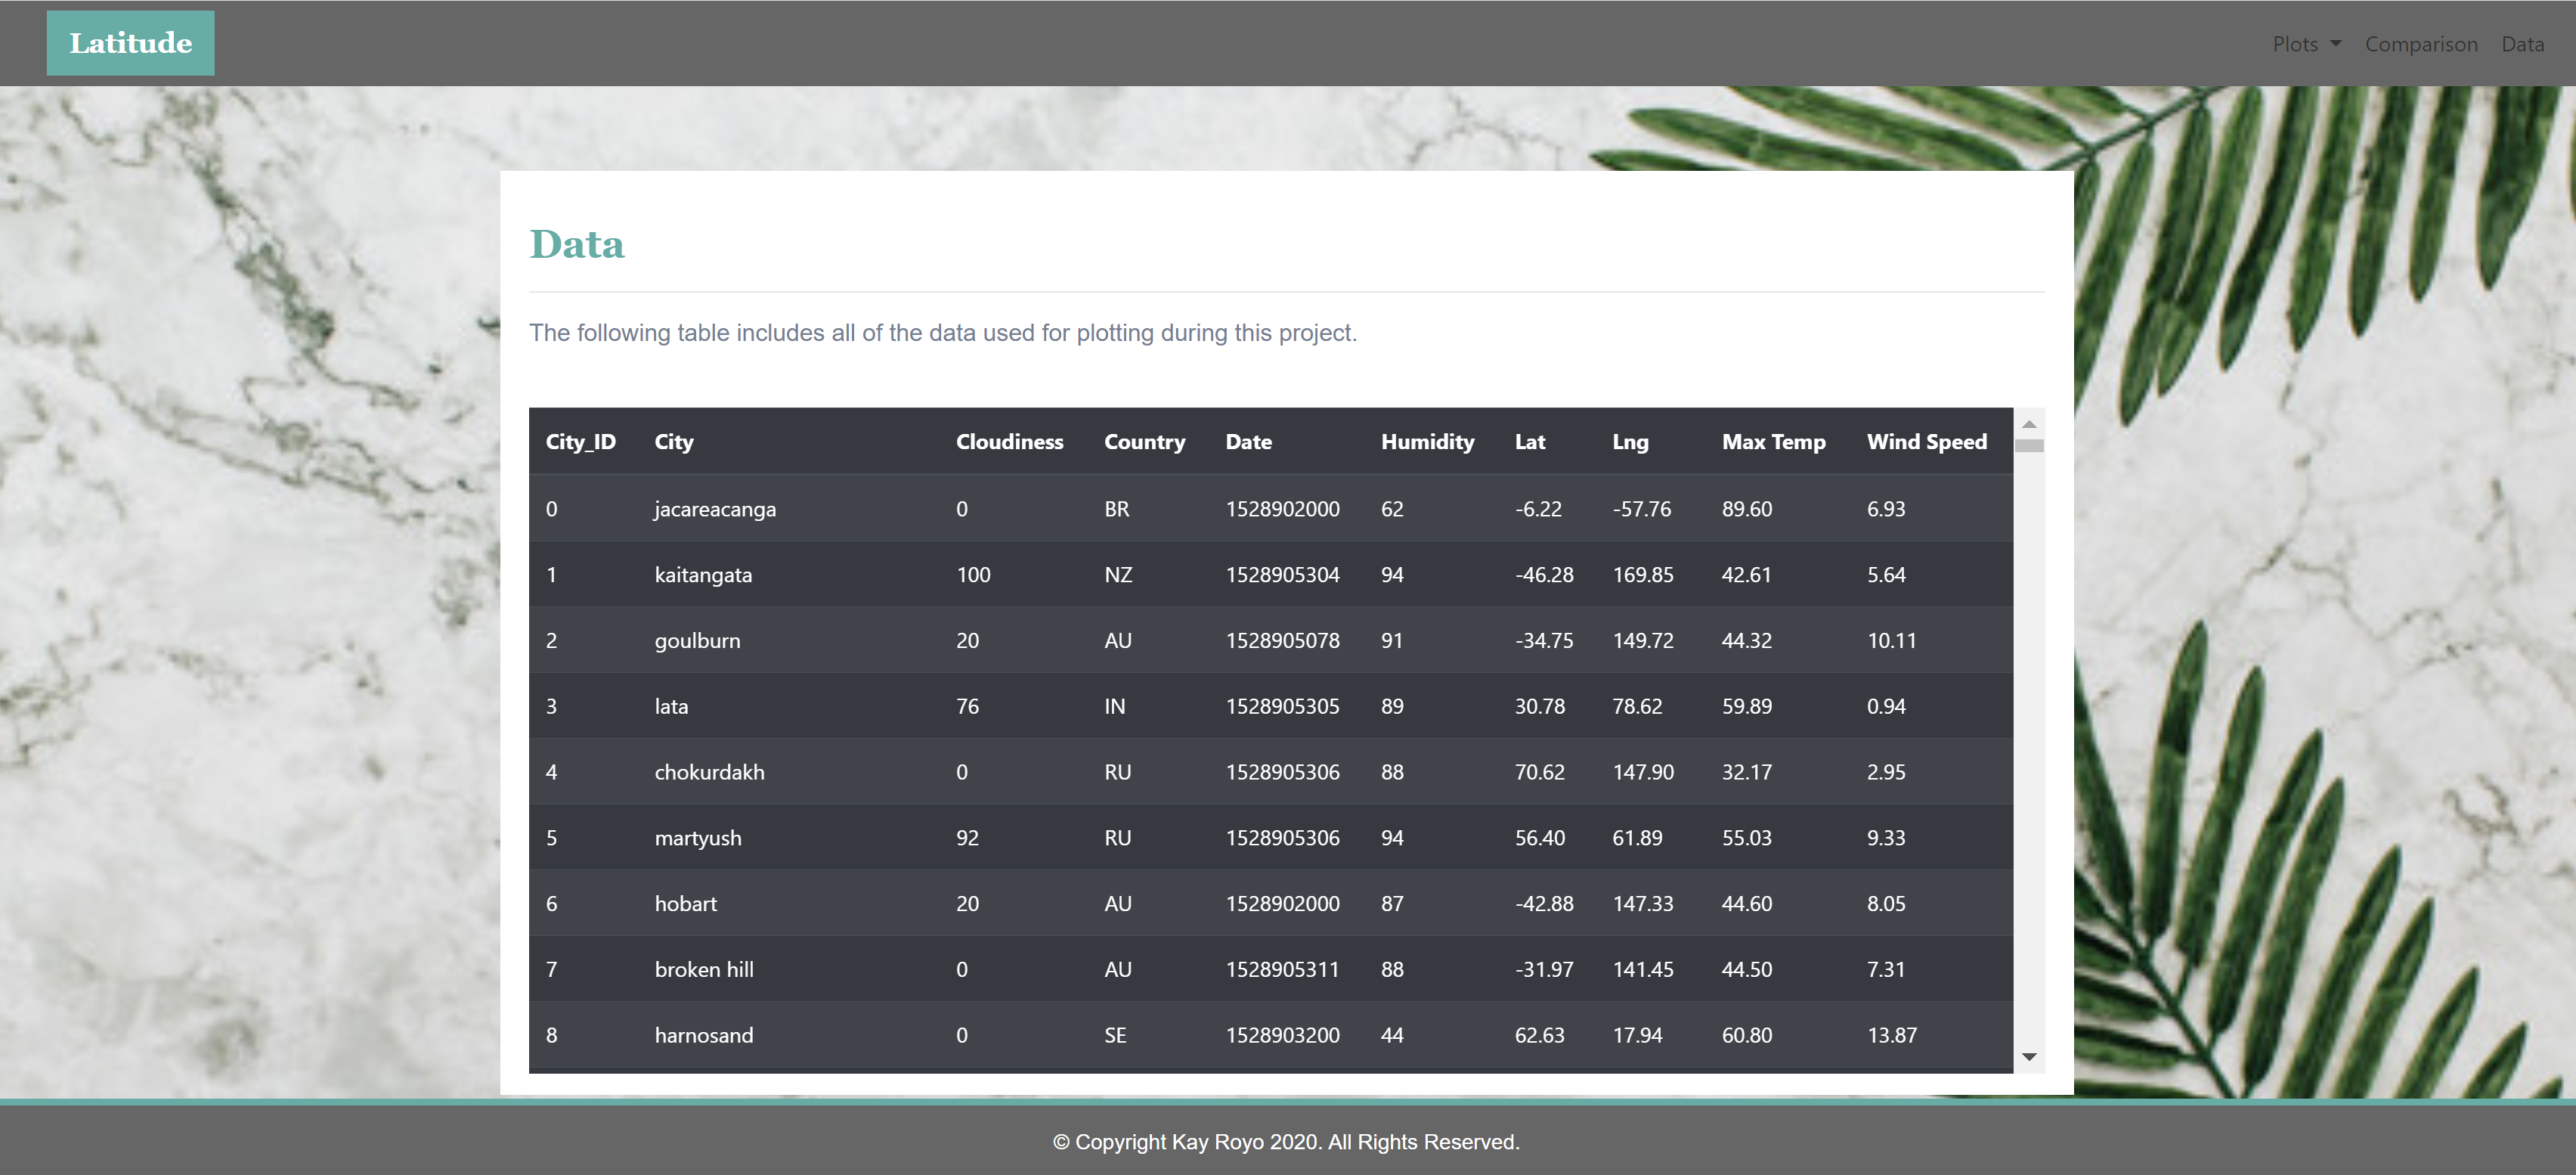 Latitude
Plots Comparison Data
Data
The following table includes all of the data used for plotting during this project.
City_ID City Cloudiness Country Date Humidity Lat Lng Max Temp Wind Speed
0 jacareacanga 0 BR 1528902000 62 -6.22 -57.76 89.60 6.93
1 kaitangata 100 NZ 1528905304 94 -46.28 169.85 42.61 5.64
2 goulburn 20 AU 1528905078 91 -34.75 149.72 44.32 10.11
3 lata 76 IN 1528905305 89 30.78 78.62 59.89 0.94
4 chokurdakh 0 RU 1528905306 88 70.62 147.90 32.17 2.95
5 martyush 92 RU 1528905306 94 56.40 61.89 55.03 9.33
6 hobart 20 AU 1528902000 87 -42.88 147.33 44.60 8.05
7 broken hill 0 AU 1528905311 88 -31.97 141.45 44.50 7.31
8 harnosand 0 SE 1528903200 44 62.63 17.94 60.80 13.87
© Copyright Kay Royo 2020. All Rights Reserved.